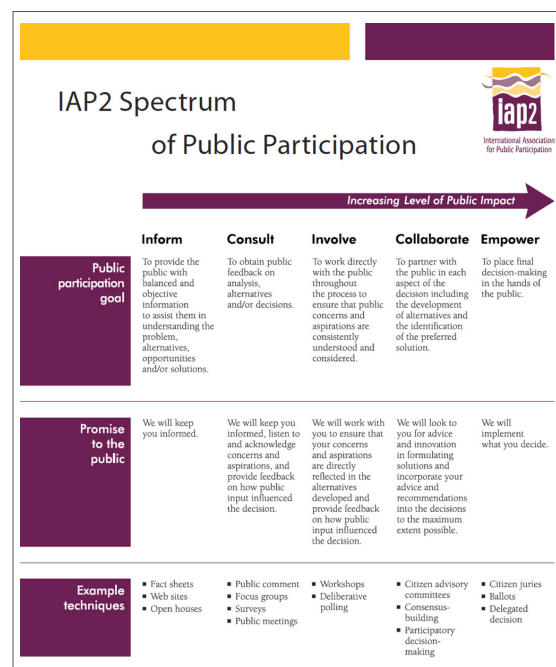 IAP2 Spectrum
of Public Participation
iap2
International Association
for Public Participation
Increasing Level of Public Impact
Inform
Consult
Involve
Collaborate
Empower
Public
participation
goal
To provide the
public with
balanced and
objective
information
to assist them in
understanding the
problem,
alternatives,
opportunities
and/or solutions.
To obtain public
feedback on
analysis,
alternatives
and/or decisions.
To work directly
with the public
throughout
the process to
ensure that public
concerns and
aspirations are
consistently
understood and
considered.
To partner with
the public in each
aspect of the
decision including
the development
of alternatives and
the identification
of the preferred
solution.
To place final
decision-making
in the hands of
the public.
Promise
to the
public
We will keep
you informed.
We will keep you
informed, listen to
and acknowledge
concerns and
aspirations, and
provide feedback
on how public
input influenced
the decision.
We will work with
you to ensure that
your concerns
and aspirations
are directly
reflected in the
alternatives
developed and
provide feedback
on how public
input influenced
the decision.
We will look to
you for advice
and innovation
in formulating
solutions and
incorporate your
advice and
recommendations
into the decisions
to the maximum
extent possible.
We will
implement
what you decide.
Example
techniques
▪ Fact sheets
▪ Web sites
▪ Open houses
▪ Public comment
▪ Focus groups
▪ Surveys
▪ Public meetings
▪ Workshops
▪ Deliberative
polling
▪ Citizen advisory
committees
▪ Consensus-
building
▪ Participatory
decision-
making
▪ Citizen juries
▪ Ballots
▪ Delegated
decision